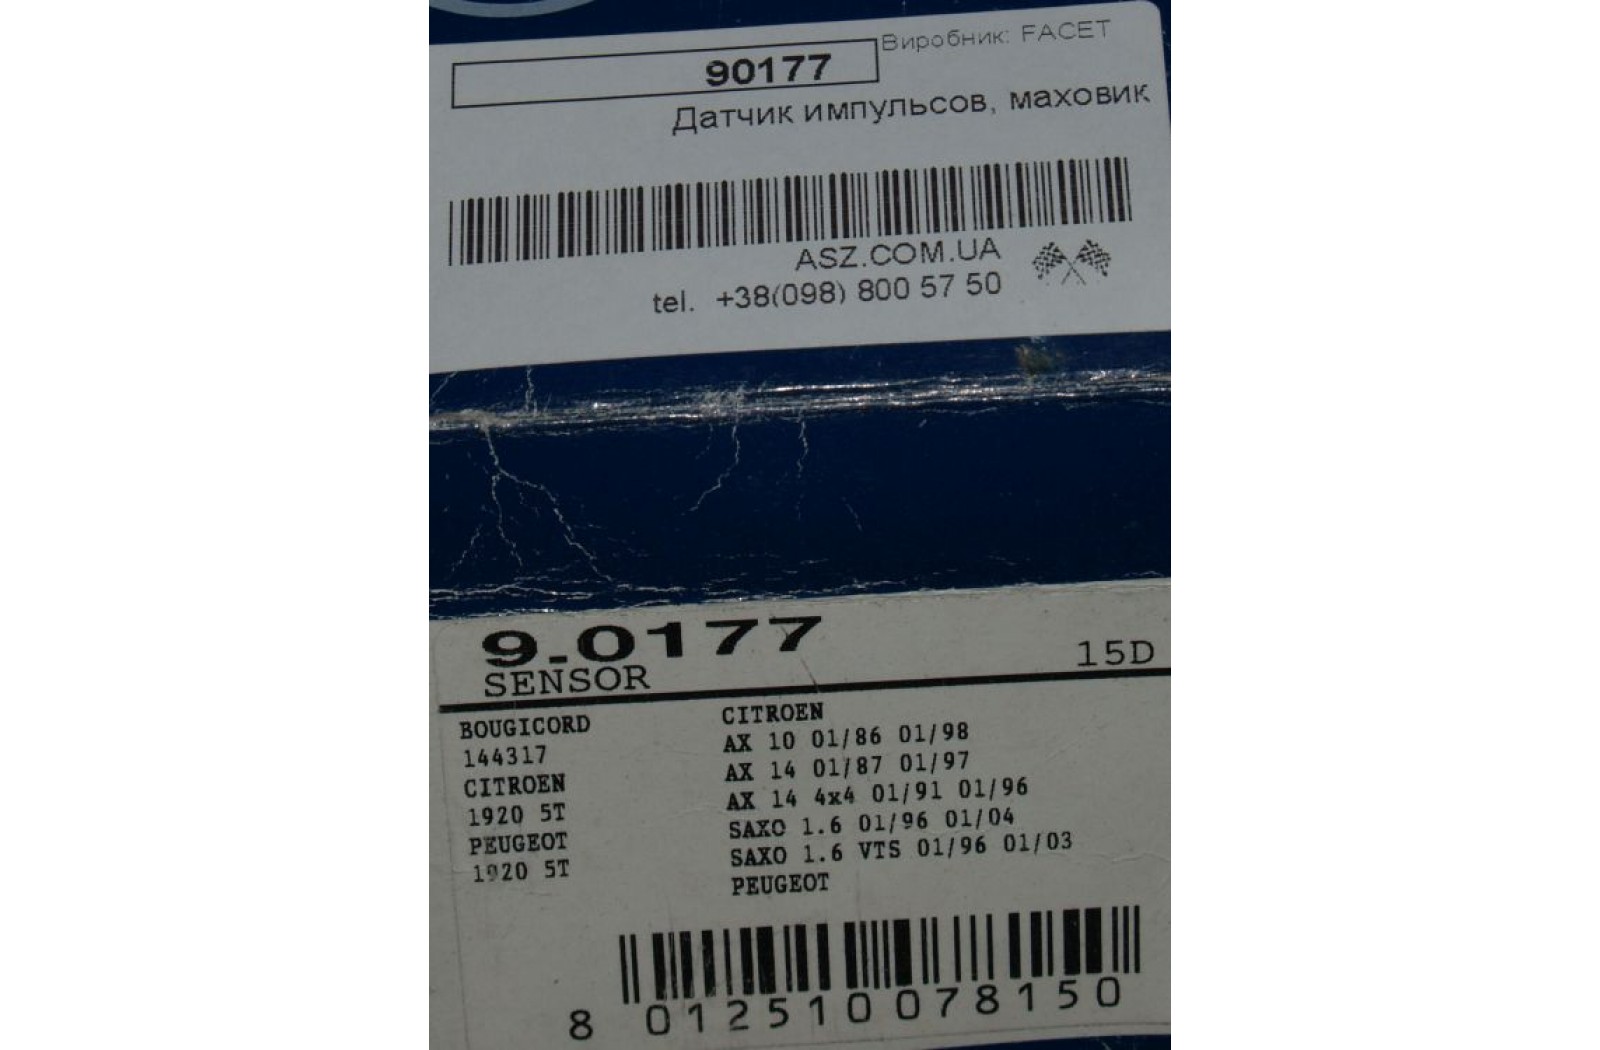 Виробник: FACET
90177
Датчик импульсов, маховик
ASZ.COM.UA
tel. +38(098) 800 57 50
9.0177
SENSOR
15D
BOUGICORD
144317
CITROEN
1920 5T
PEUGEOT
1920 5T
CITROEN
AX 10 01/86 01/98
AX 14 01/87 01/97
AX 14 4x4 01/91 01/96
SAXO 1.6 01/96 01/04
SAXO 1.6 VTS 01/96 01/03
PEUGEOT
8 012510 078150